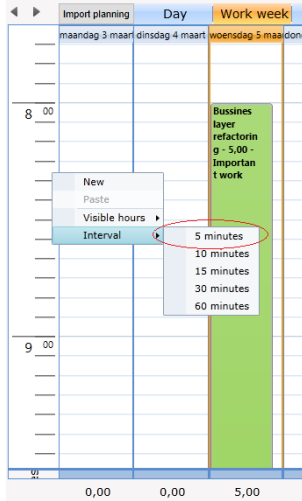 Import planning Day Work week
maandag 3 maart dinsdag 4 maart woensdag 5 maa don
8 00
Bussines
layer
refactorin
g - 5,00 -
Importan
t work
New
Paste
Visible hours
Interval
5 minutes
10 minutes
15 minutes
30 minutes
60 minutes
9 00
0,00 0,00 5,00